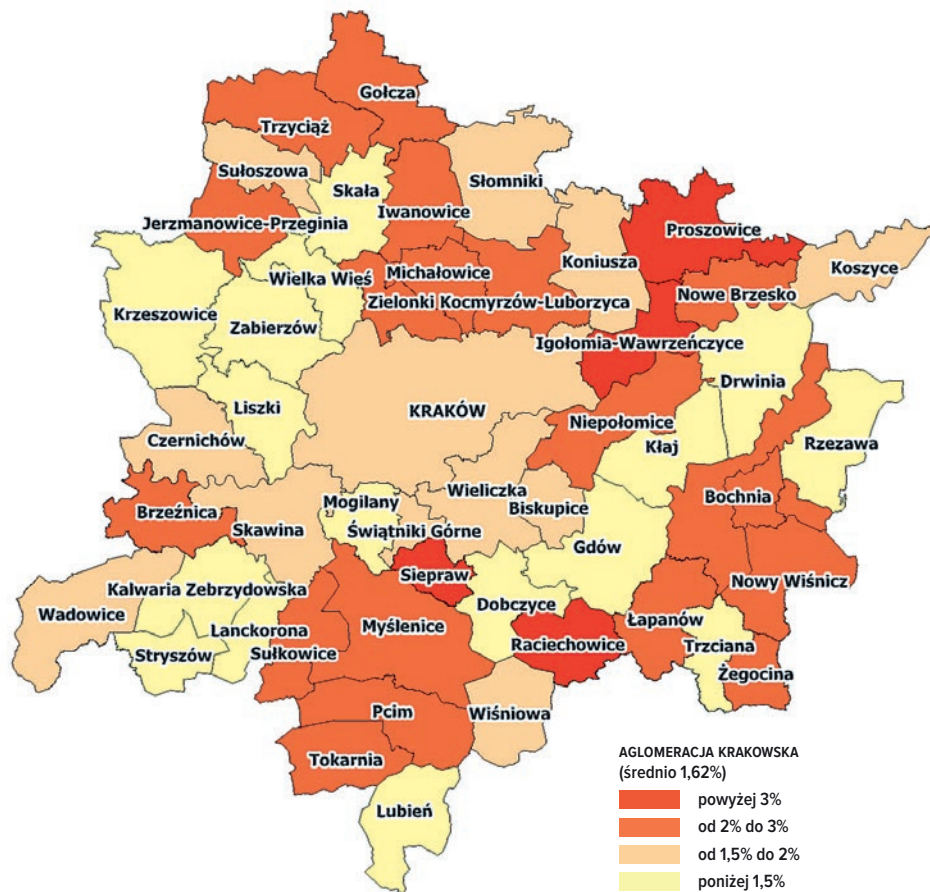 Gołcza
Trzyciąż
Sułoszowa
Słomniki
Skała
Iwanowice
Jerzmanowice-Przeginia
Proszowice
Koniusza
Koszyce
Wielka Wieś
Michałowice
Nowe Brzesko
Zielonki
Kocmyrzów-Luborzyca
Krzeszowice
Zabierzów
Igołomia-Wawrzeńczyce
Drwinia
Liszki
KRAKÓW
Niepołomice
Czernichów
Kłaj
Rzezawa
Wieliczka
Bochnia
Mogilany
Biskupice
Brzeźnica
Skawina
Świątniki Górne
Gdów
Siepraw
Nowy Wiśnicz
Kalwaria Zebrzydowska
Dobczyce
Wadowice
Łapanów
Lanckorona
Myślenice
Raciechowice
Trzciana
Stryszów
Sułkowice
Żegocina
Pcim
Wiśniowa
Tokarnia
Lubień
AGLOMERACJA KRAKOWSKA
(średnio 1,62%)
powyżej 3%
od 2% do 3%
od 1,5% do 2%
poniżej 1,5%